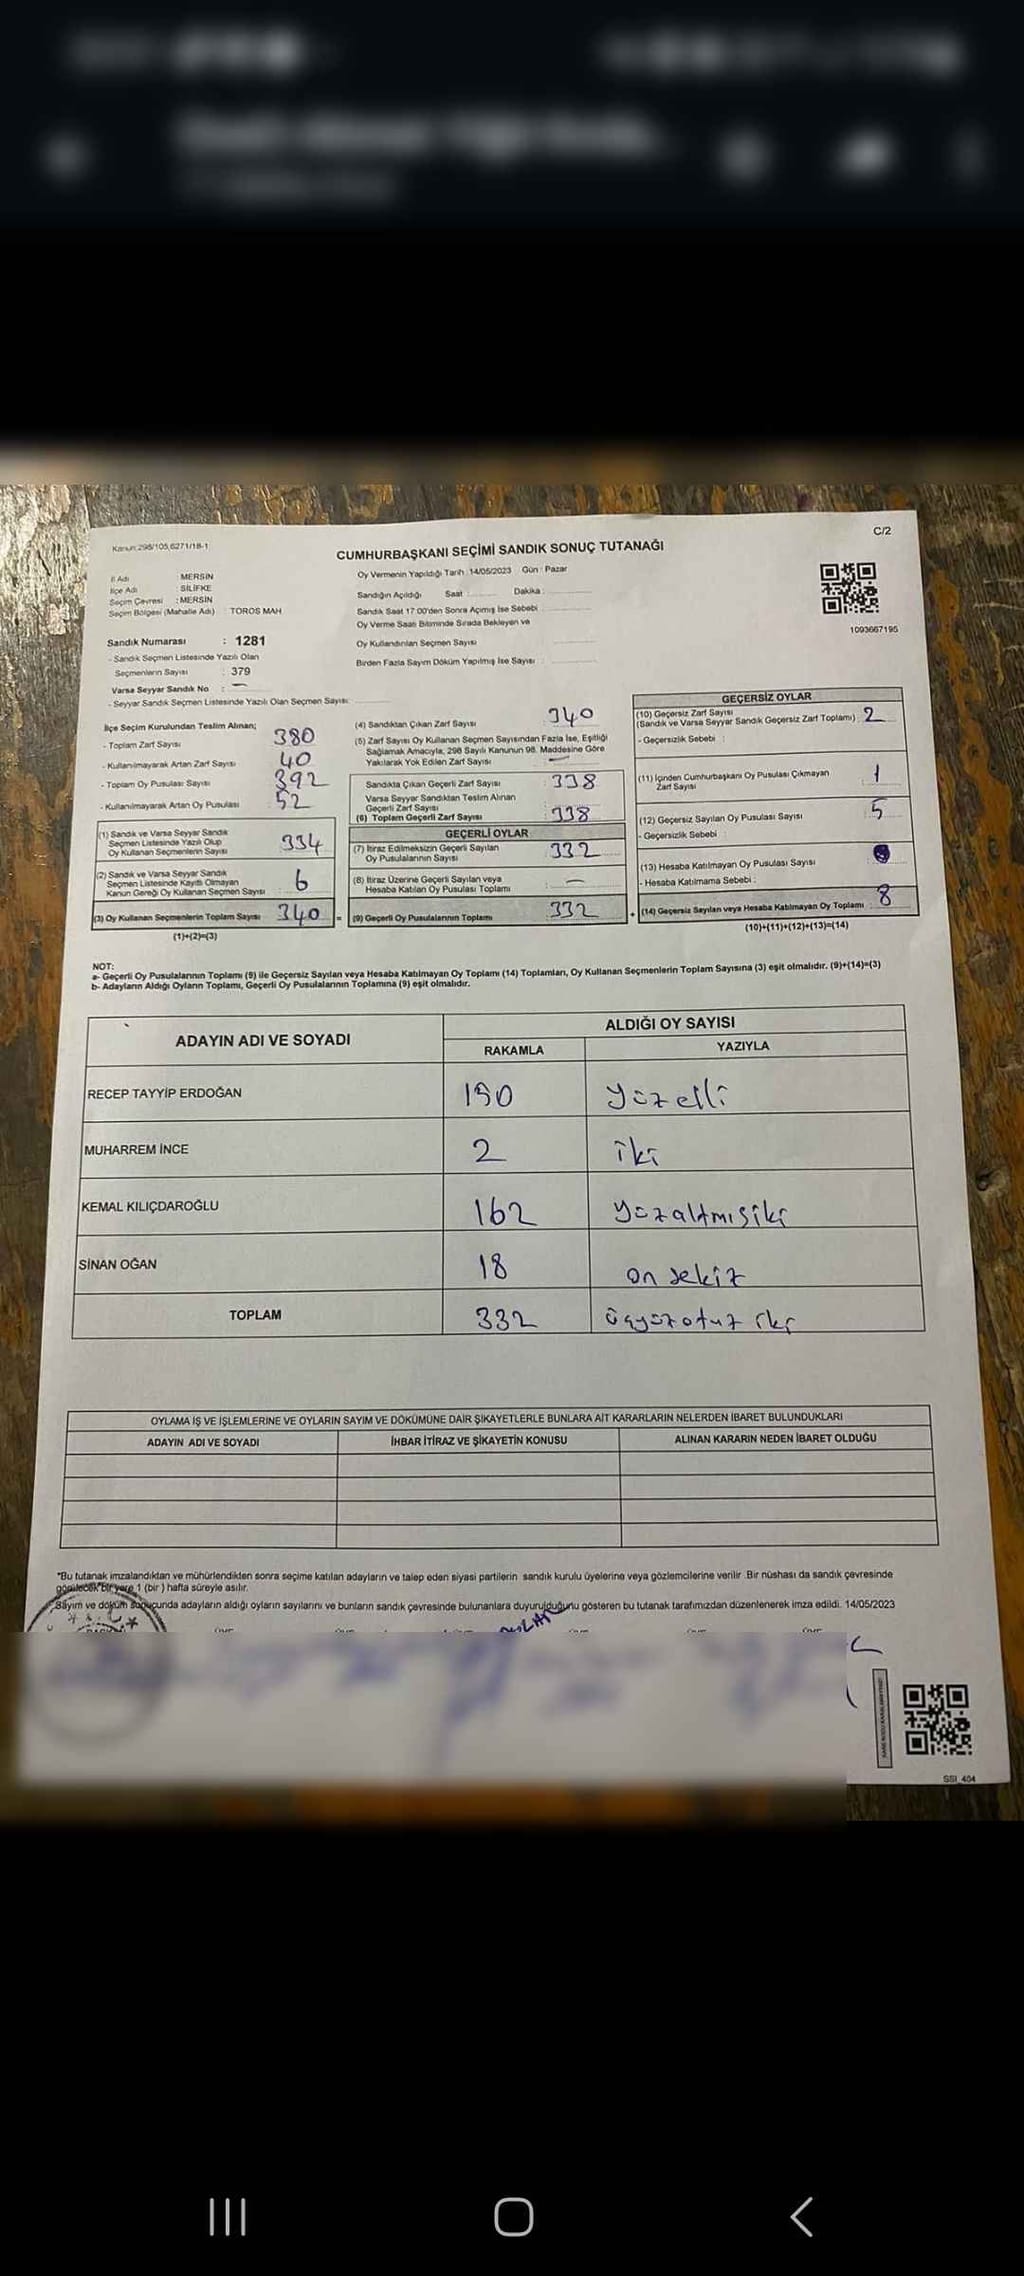 Kanun:298/105,6271/18-1
C/2
CUMHURBAŞKANI SEÇİMİ SANDIK SONUÇ TUTANAĞI
İl Adı MERSİN
İlçe Adı SİLİFKE
Seçim Çevresi : MERSİN
Seçim Bölgesi (Mahalle Adı) : TOROS MAH
Sandık Numarası : 1281
- Sandık Seçmen Listesinde Yazılı Olan
Seçmenlerin Sayısı : 379
Varsa Seyyar Sandık No : —
- Seyyar Sandık Seçmen Listesinde Yazılı Olan Seçmen Sayısı:
Oy Vermenin Yapıldığı Tarih :14/05/2023 Gün : Pazar
Sandığın Açıldığı Saat Dakika :
Sandık Saat 17:00'den Sonra Açımış İse Sebebi
Oy Verme Saati Bitiminde Sırada Bekleyen ve
Oy Kullandırılan Seçmen Sayısı
Birden Fazla Sayım Döküm Yapılmış İse Sayısı :
1093667195
İlçe Seçim Kurulundan Teslim Alınan;
- Toplam Zarf Sayısı 380
- Kullanılmayarak Artan Zarf Sayısı 40
- Toplam Oy Pusulası Sayısı 392
- Kullanılmayarak Artan Oy Pusulası 52
(1) Sandık ve Varsa Seyyar Sandık
Seçmen Listesinde Yazılı Olup
Oy Kullanan Seçmenlerin Sayısı 334
(2) Sandık ve Varsa Seyyar Sandık
Seçmen Listesinde Kayıtlı Olmayan
Kanun Gereği Oy Kullanan Seçmen Sayısı 6
(3) Oy Kullanan Seçmenlerin Toplam Sayısı 340 =
(1)+(2)=(3)
(4) Sandıktan Çıkan Zarf Sayısı 340
(5) Zarf Sayısı Oy Kullanan Seçmen Sayısından Fazla İse, Eşitliği
Sağlamak Amacıyla, 298 Sayılı Kanunun 98. Maddesine Göre
Yakılarak Yok Edilen Zarf Sayısı —
Sandıkta Çıkan Geçerli Zarf Sayısı 338
Varsa Seyyar Sandıktan Teslim Alınan
Geçerli Zarf Sayısı
(6) Toplam Geçerli Zarf Sayısı 338
GEÇERLİ OYLAR
(7) İtiraz Edilmeksizin Geçerli Sayılan
Oy Pusulalarının Sayısı 332
(8) İtiraz Üzerine Geçerli Sayılan veya
Hesaba Katılan Oy Pusulası Toplamı —
(9) Geçerli Oy Pusulalarının Toplamı 332 +
GEÇERSİZ OYLAR
(10) Geçersiz Zarf Sayısı
(Sandık ve Varsa Seyyar Sandık Geçersiz Zarf Toplamı) 2
- Geçersizlik Sebebi :
(11) İçinden Cumhurbaşkanı Oy Pusulası Çıkmayan
Zarf Sayısı 1
(12) Geçersiz Sayılan Oy Pusulası Sayısı 5
- Geçersizlik Sebebi :
(13) Hesaba Katılmayan Oy Pusulası Sayısı
- Hesaba Katılmama Sebebi :
(14) Geçersiz Sayılan veya Hesaba Katılmayan Oy Toplamı 8
(10)+(11)+(12)+(13)=(14)
NOT:
a- Geçerli Oy Pusulalarının Toplamı (9) ile Geçersiz Sayılan veya Hesaba Katılmayan Oy Toplamı (14) Toplamları, Oy Kullanan Seçmenlerin Toplam Sayısına (3) eşit olmalıdır. (9)+(14)=(3)
b- Adayların Aldığı Oyların Toplamı, Geçerli Oy Pusulalarının Toplamına (9) eşit olmalıdır.
ADAYIN ADI VE SOYADI
ALDIĞI OY SAYISI
RAKAMLA YAZIYLA
RECEP TAYYİP ERDOĞAN 150 yüzelli
MUHARREM İNCE 2 iki
KEMAL KILIÇDAROĞLU 162 yüzaltmışiki
SİNAN OĞAN 18 on sekiz
TOPLAM 332 üçyüzotuz iki
OYLAMA İŞ VE İŞLEMLERİNE VE OYLARIN SAYIM VE DÖKÜMÜNE DAİR ŞİKAYETLERLE BUNLARA AİT KARARLARIN NELERDEN İBARET BULUNDUKLARI
ADAYIN ADI VE SOYADI İHBAR İTİRAZ VE ŞİKAYETİN KONUSU ALINAN KARARIN NEDEN İBARET OLDUĞU
*Bu tutanak imzalandıktan ve mühürlendikten sonra seçime katılan adayların ve talep eden siyasi partilerin sandık kurulu üyelerine veya gözlemcilerine verilir .Bir nüshası da sandık çevresinde
görülecek bir yere 1 (bir ) hafta süreyle asılır.
Sayım ve döküm sonucunda adayların aldığı oyların sayılarını ve bunların sandık çevresinde bulunanlara duyurulduğunu gösteren bu tutanak tarafımızdan düzenlenerek imza edildi. 14/05/2023
SSI_404